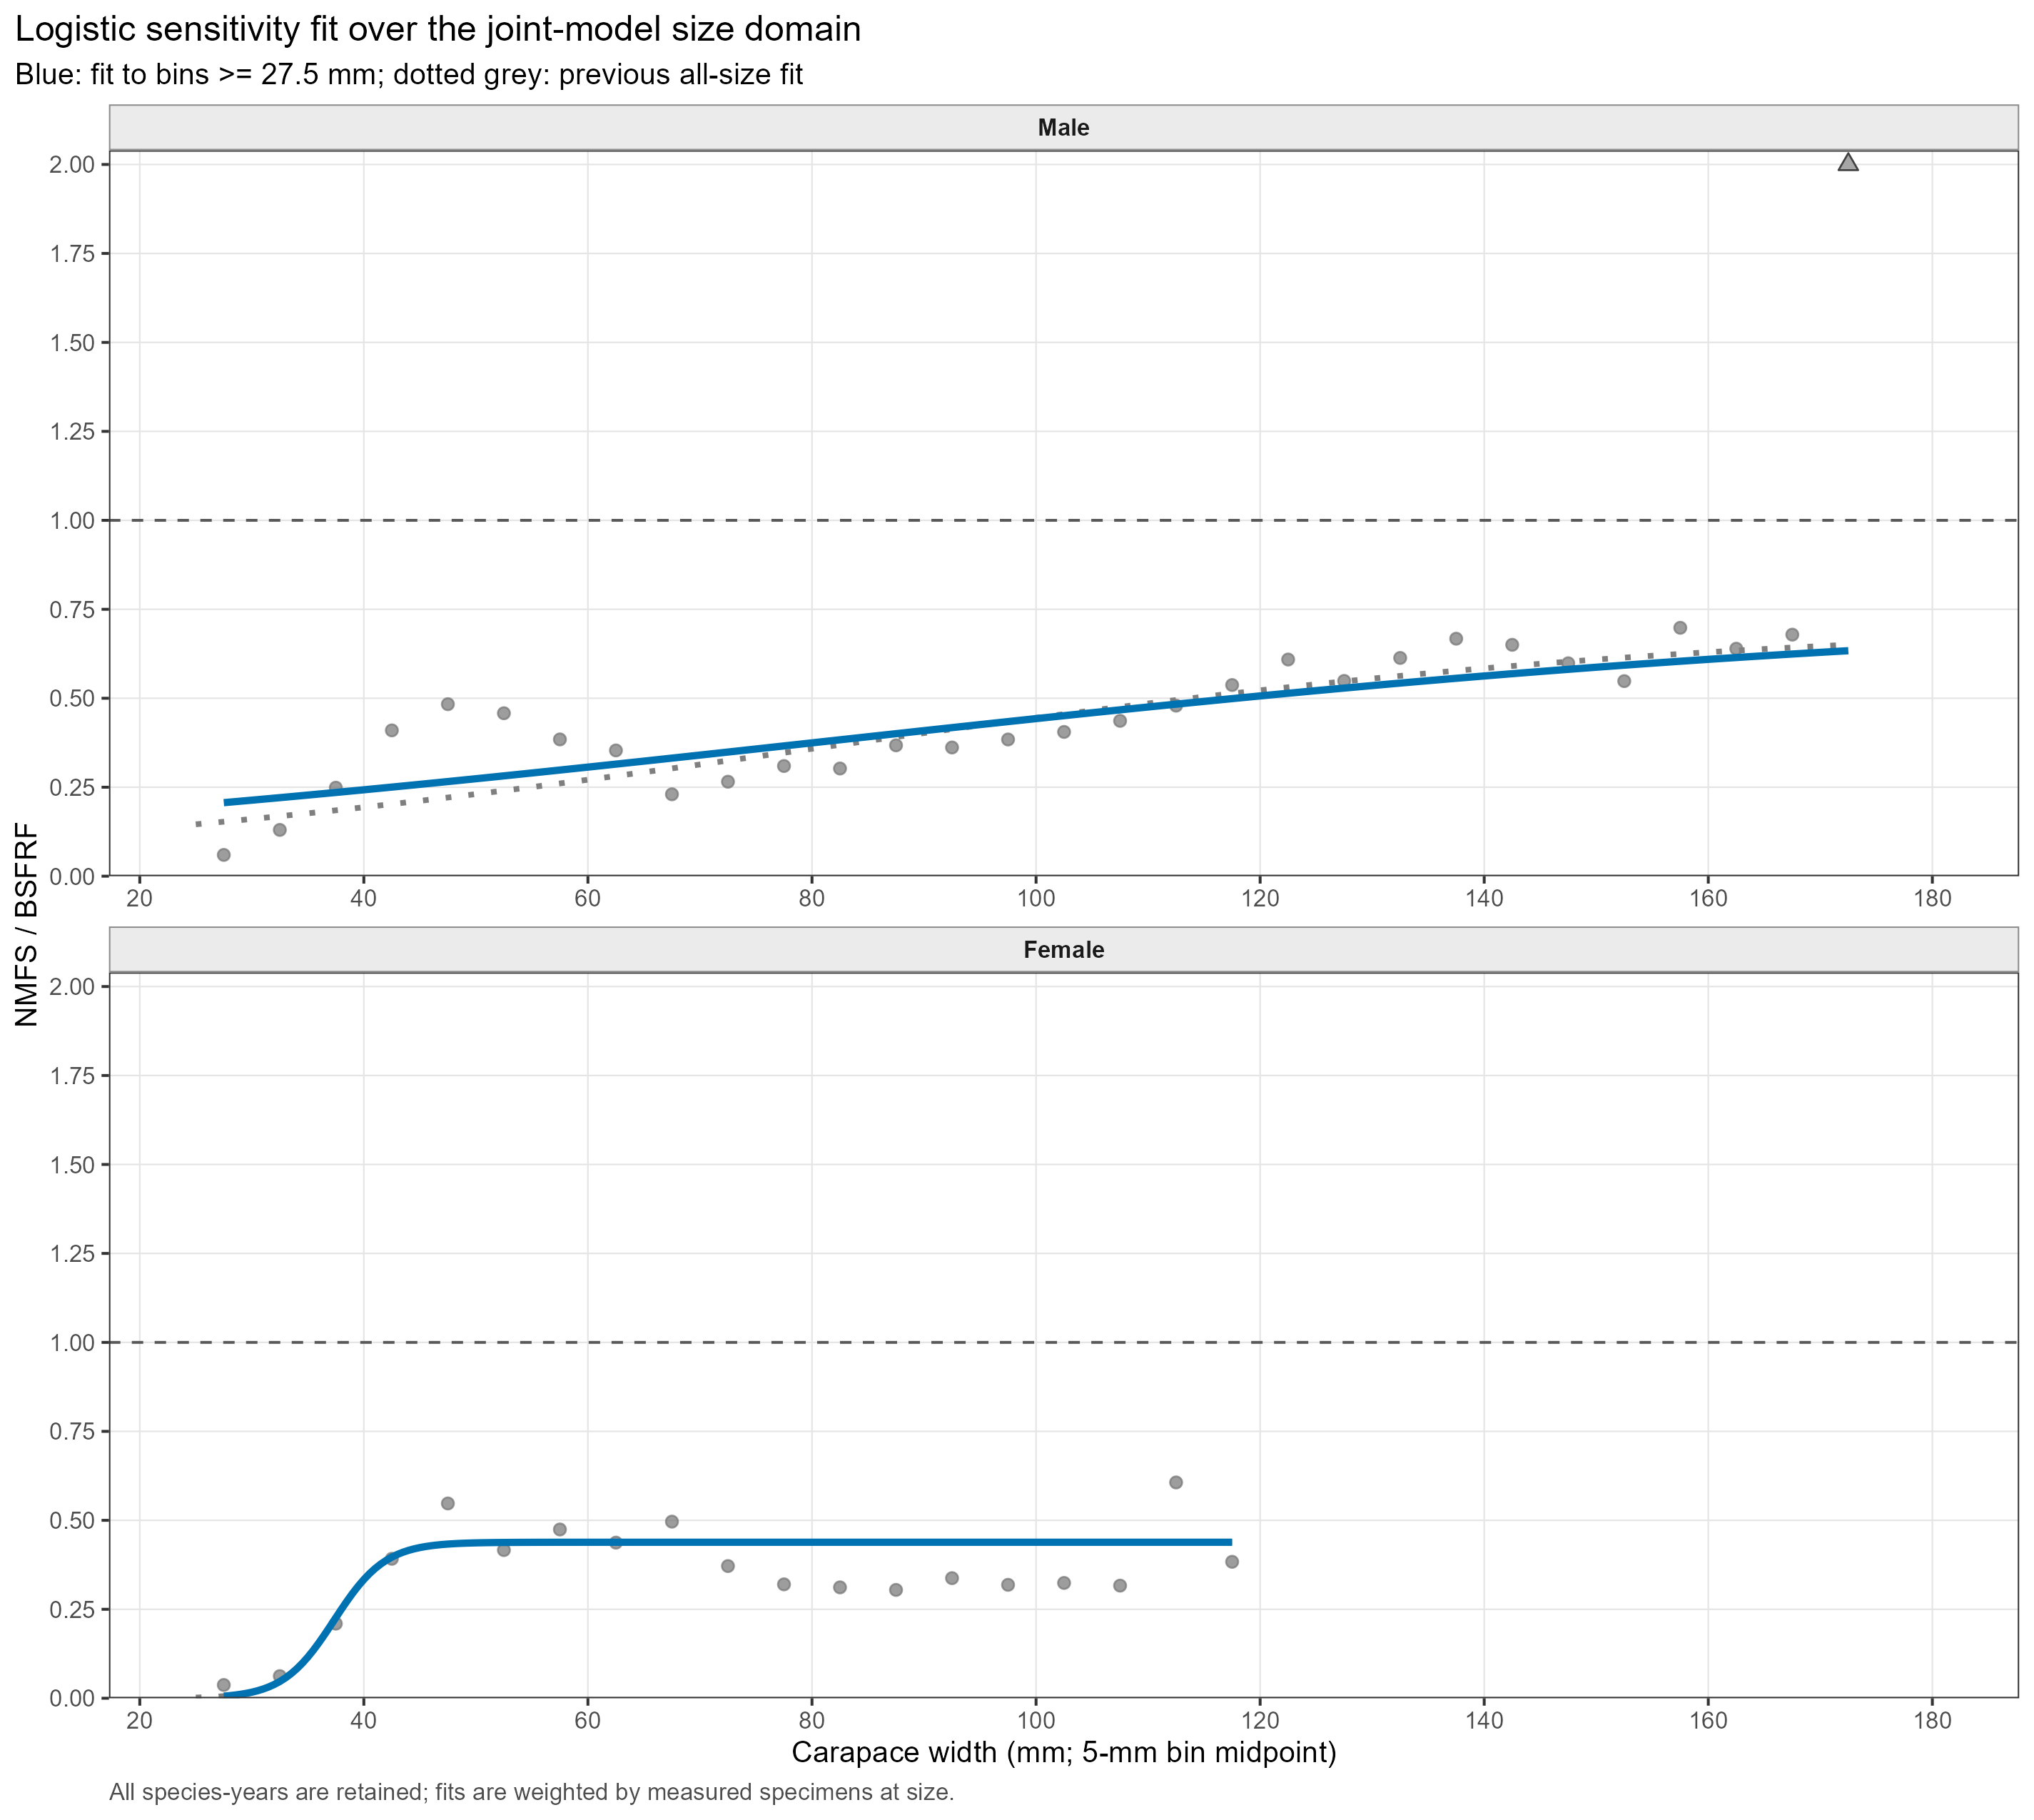 Logistic sensitivity fit over the joint-model size domain
Blue: fit to bins >= 27.5 mm; dotted grey: previous all-size fit
Male
2.00
1.75
1.50
1.25
1.00
0.75
0.50
0.25
0.00
20 40 60 80 100 120 140 160 180
NMFS / BSFRF
Female
2.00
1.75
1.50
1.25
1.00
0.75
0.50
0.25
0.00
20 40 60 80 100 120 140 160 180
Carapace width (mm; 5-mm bin midpoint)
All species-years are retained; fits are weighted by measured specimens at size.